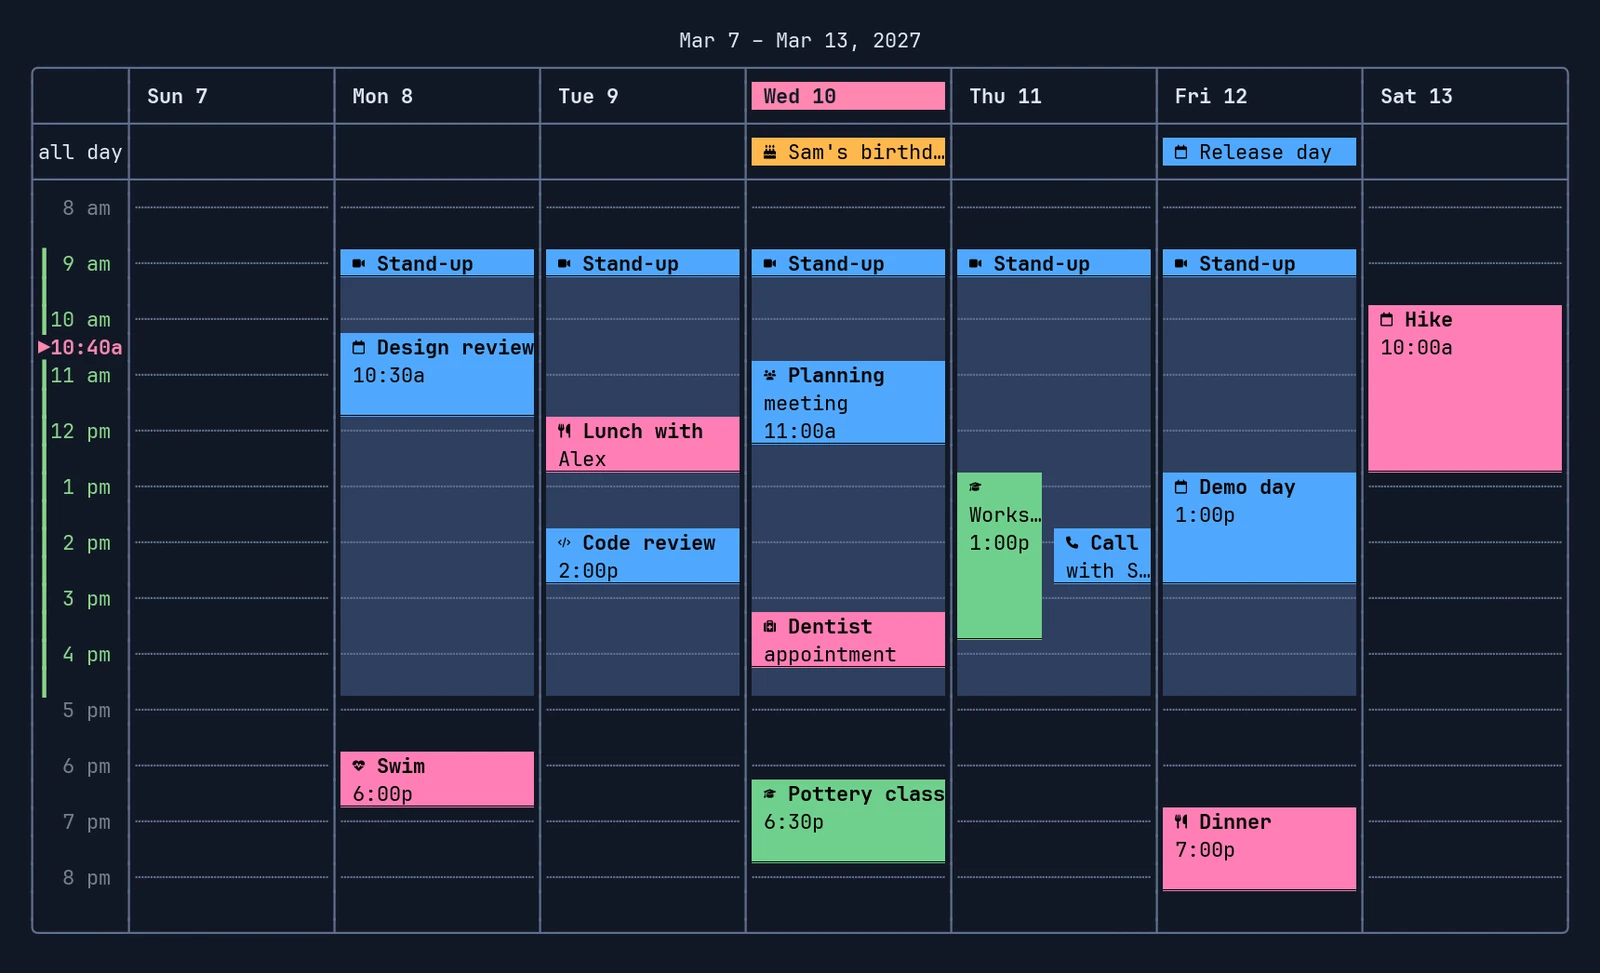 Mar 7 – Mar 13, 2027
Sun 7
Mon 8
Tue 9
Wed 10
Thu 11
Fri 12
Sat 13
all day
Sam's birthd…
Release day
8 am
9 am
Stand-up
Stand-up
Stand-up
Stand-up
Stand-up
10 am
Hike
10:00a
10:40a
Design review
10:30a
11 am
Planning
meeting
11:00a
12 pm
Lunch with
Alex
1 pm
Works…
1:00p
Demo day
1:00p
2 pm
Code review
2:00p
Call
with S…
3 pm
Dentist
appointment
4 pm
5 pm
6 pm
Swim
6:00p
Pottery class
6:30p
7 pm
Dinner
7:00p
8 pm